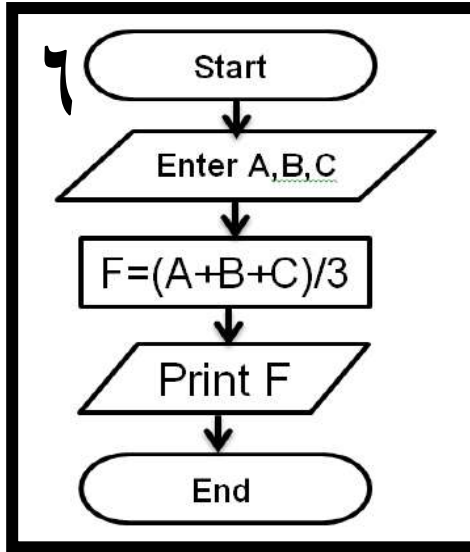 ٦
Start
Enter A,B,C
F=(A+B+C)/3
Print F
End